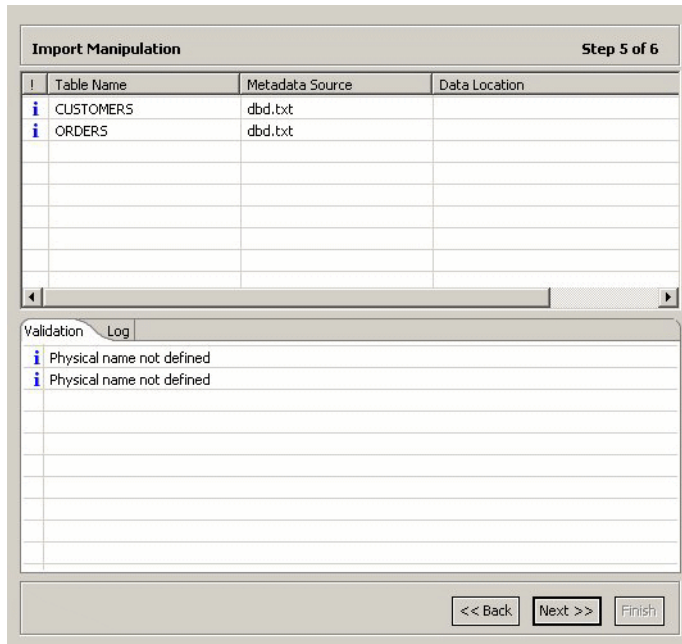 Import Manipulation Step 5 of 6
! Table Name Metadata Source Data Location
i CUSTOMERS dbd.txt
i ORDERS dbd.txt
Validation Log
i Physical name not defined
i Physical name not defined
<< Back Next >> Finish